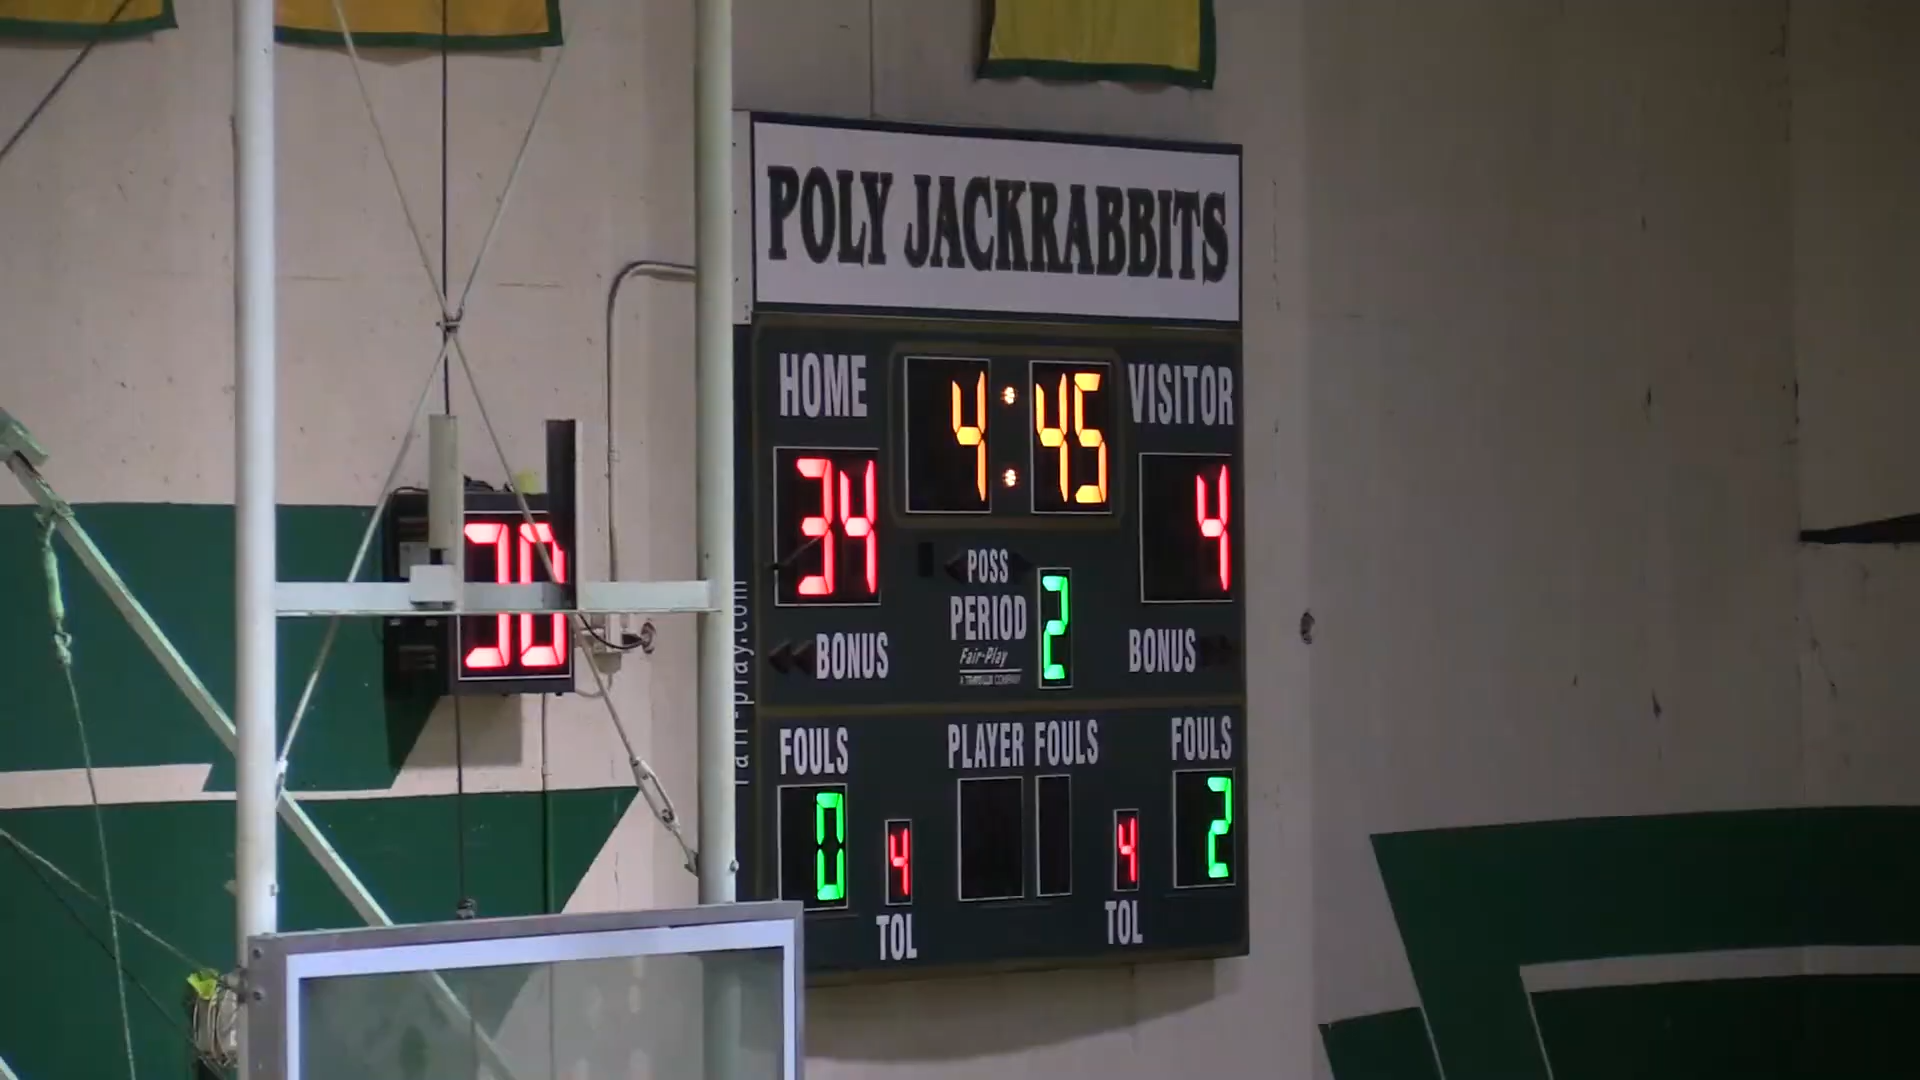 POLY JACKRABBITS
HOME 4:45 VISITOR
34 4
30
POSS
PERIOD 2
BONUS Fair-Play BONUS
fair-play.com
FOULS PLAYER FOULS FOULS
0 4 4 2
TOL TOL